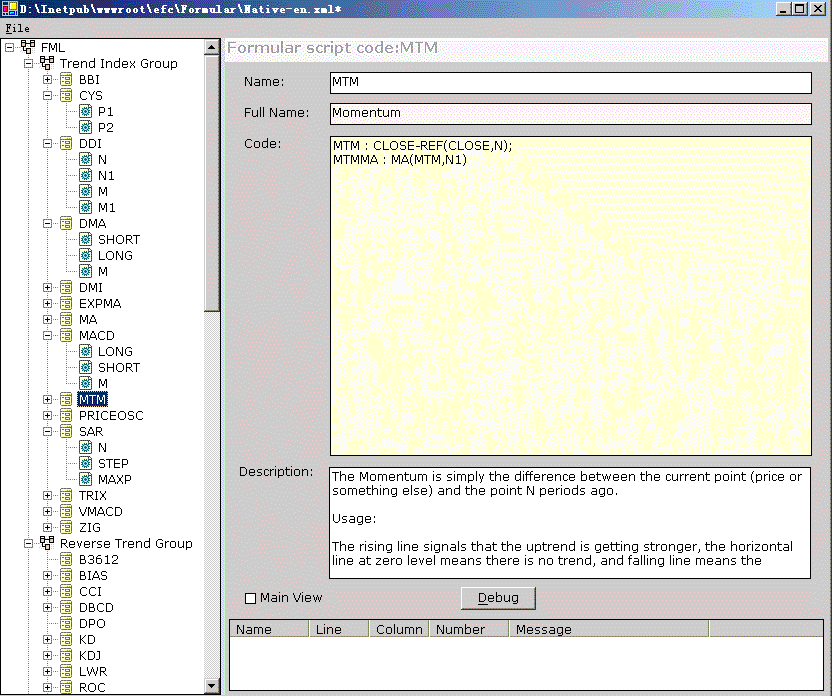 D:\Inetpub\wwwroot\efc\Formular\Native-en.xml*
File
FML
Trend Index Group
BBI
CYS
P1
P2
DDI
N
N1
M
M1
DMA
SHORT
LONG
M
DMI
EXPMA
MA
MACD
LONG
SHORT
M
MTM
PRICEOSC
SAR
N
STEP
MAXP
TRIX
VMACD
ZIG
Reverse Trend Group
B3612
BIAS
CCI
DBCD
DPO
KD
KDJ
LWR
ROC
Formular script code:MTM
Name: MTM
Full Name: Momentum
Code: MTM : CLOSE-REF(CLOSE,N);
MTMMA : MA(MTM,N1)
Description: The Momentum is simply the difference between the current point (price or
something else) and the point N periods ago.
Usage:
The rising line signals that the uptrend is getting stronger, the horizontal
line at zero level means there is no trend, and falling line means the
Main View Debug
Name Line Column Number Message